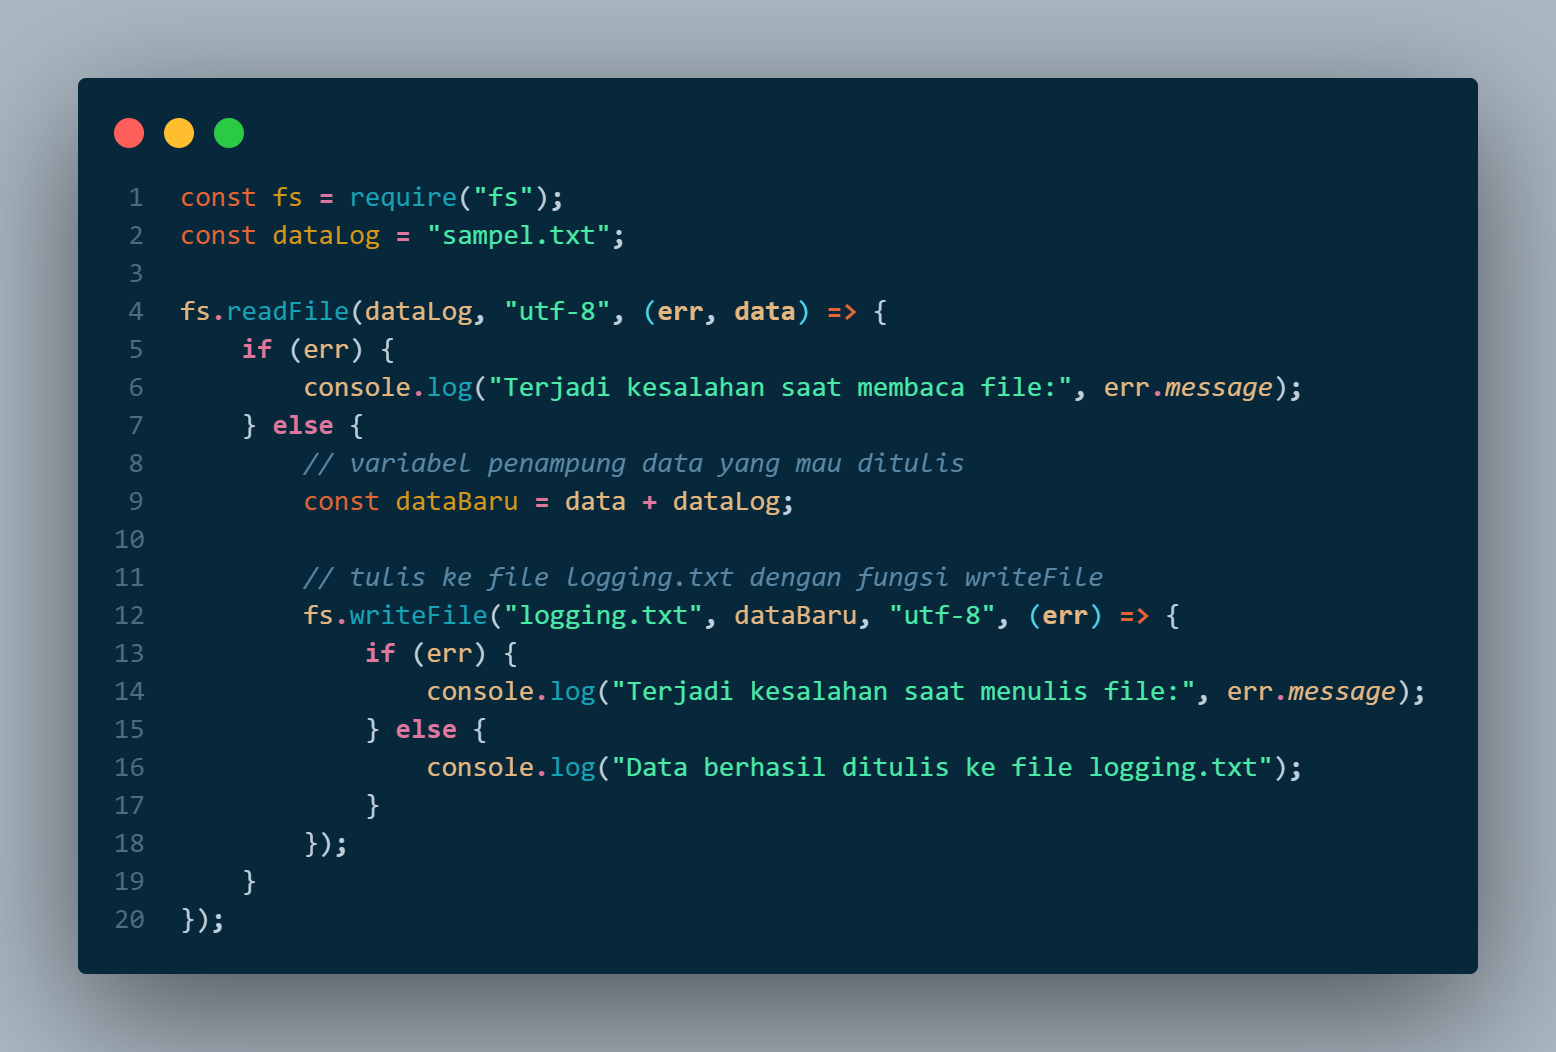 1 const fs = require("fs");
2 const dataLog = "sampel.txt";
3
4 fs.readFile(dataLog, "utf-8", (err, data) => {
5     if (err) {
6         console.log("Terjadi kesalahan saat membaca file:", err.message);
7     } else {
8         // variabel penampung data yang mau ditulis
9         const dataBaru = data + dataLog;
10
11         // tulis ke file logging.txt dengan fungsi writeFile
12         fs.writeFile("logging.txt", dataBaru, "utf-8", (err) => {
13             if (err) {
14                 console.log("Terjadi kesalahan saat menulis file:", err.message);
15             } else {
16                 console.log("Data berhasil ditulis ke file logging.txt");
17             }
18         });
19     }
20 });